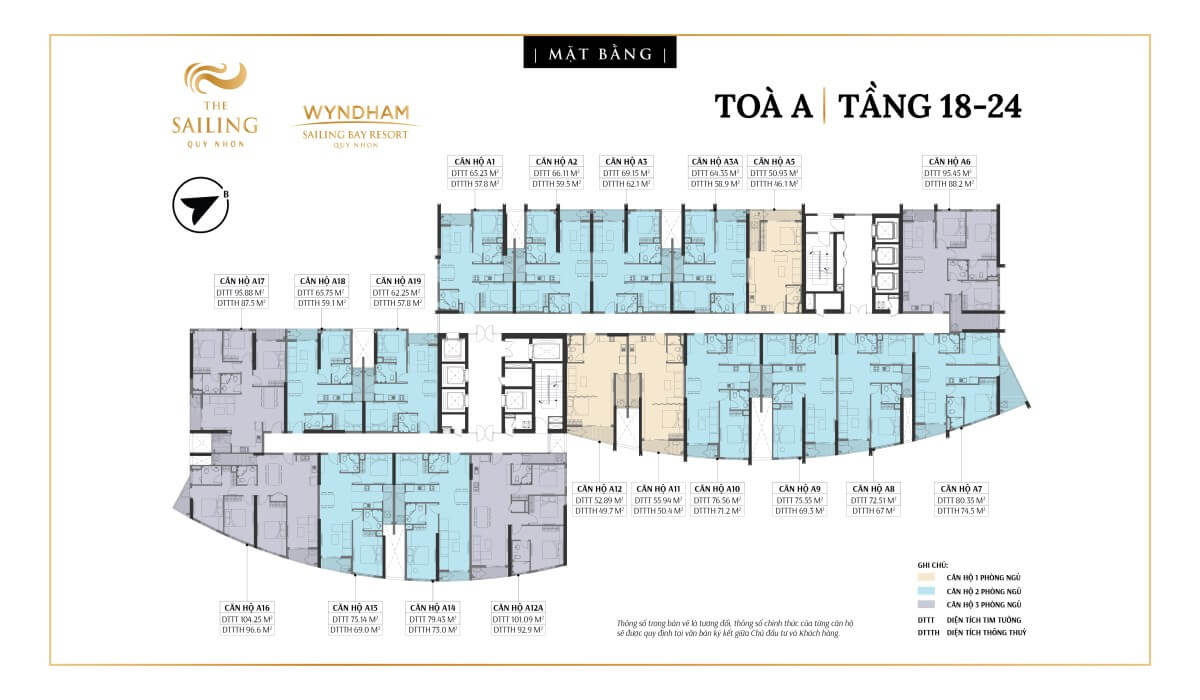 | MẶT BẰNG |
THE
SAILING
QUY NHON
WYNDHAM
SAILING BAY RESORT
QUY NHON
TOÀ A | TẦNG 18-24
B
CĂN HỘ A1
DTTT 65.23 M²
DTTTH 57.8 M²
CĂN HỘ A2
DTTT 66.11 M²
DTTTH 59.5 M²
CĂN HỘ A3
DTTT 69.15 M²
DTTTH 62.1 M²
CĂN HỘ A3A
DTTT 64.35 M²
DTTTH 58.9 M²
CĂN HỘ A5
DTTT 50.93 M²
DTTTH 46.1 M²
CĂN HỘ A6
DTTT 95.45 M²
DTTTH 88.2 M²
CĂN HỘ A17
DTTT 95.88 M²
DTTTH 87.5 M²
CĂN HỘ A18
DTTT 65.75 M²
DTTTH 59.1 M²
CĂN HỘ A19
DTTT 62.25 M²
DTTTH 57.8 M²
CĂN HỘ A12
DTTT 52.89 M²
DTTTH 49.7 M²
CĂN HỘ A11
DTTT 55.94 M²
DTTTH 50.4 M²
CĂN HỘ A10
DTTT 76.56 M²
DTTTH 71.2 M²
CĂN HỘ A9
DTTT 75.55 M²
DTTTH 69.3 M²
CĂN HỘ A8
DTTT 72.51 M²
DTTTH 67 M²
CĂN HỘ A7
DTTT 80.35 M²
DTTTH 74.5 M²
CĂN HỘ A16
DTTT 104.25 M²
DTTTH 96.6 M²
CĂN HỘ A15
DTTT 75.14 M²
DTTTH 69.0 M²
CĂN HỘ A14
DTTT 79.43 M²
DTTTH 73.0 M²
CĂN HỘ A12A
DTTT 101.09 M²
DTTTH 92.9 M²
GHI CHÚ:
CĂN HỘ 1 PHÒNG NGỦ
CĂN HỘ 2 PHÒNG NGỦ
CĂN HỘ 3 PHÒNG NGỦ
DTTT DIỆN TÍCH TIM TƯỜNG
DTTTH DIỆN TÍCH THÔNG THUỶ
Thông số trong bản vẽ là tương đối, thông số chính thức của từng căn hộ
sẽ được quy định tại văn bản ký kết giữa Chủ đầu tư và Khách hàng.